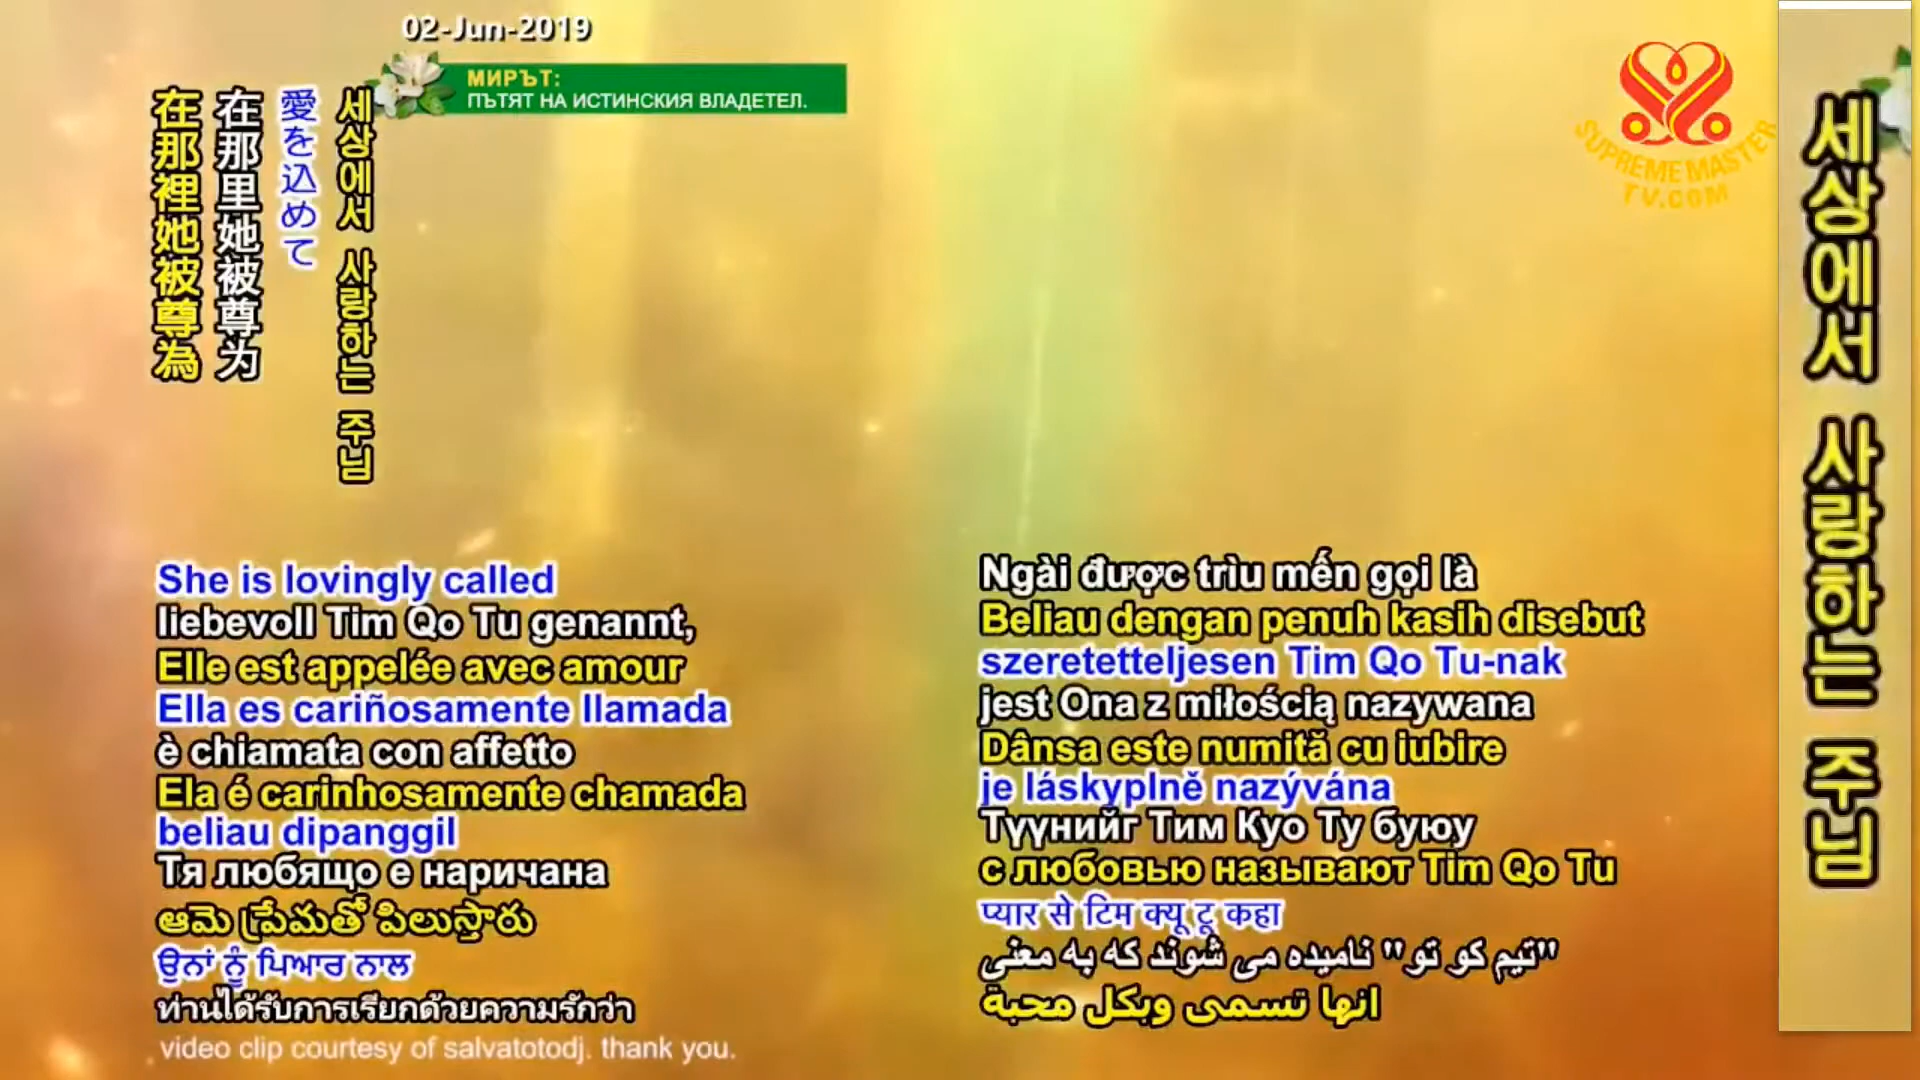 02-Jun-2019
МИРЪТ:
ПЪТЯТ НА ИСТИНСКИЯ ВЛАДЕТЕЛ.
SUPREME MASTER
TV.COM
세상에서 사랑하는 주님
愛を込めて
在那里她被尊为
在那裡她被尊為
She is lovingly called
liebevoll Tim Qo Tu genannt,
Elle est appelée avec amour
Ella es cariñosamente llamada
è chiamata con affetto
Ela é carinhosamente chamada
beliau dipanggil
Тя любящо е наричана
ఆమె ప్రేమతో పిలుస్తారు
ਉਨਾਂ ਨੂੰ ਪਿਆਰ ਨਾਲ
ท่านได้รับการเรียกด้วยความรักว่า
video clip courtesy of salvatotodj. thank you.
Ngài được trìu mến gọi là
Beliau dengan penuh kasih disebut
szeretetteljesen Tim Qo Tu-nak
jest Ona z miłością nazywana
Dânsa este numită cu iubire
je láskyplně nazývána
Түүнийг Тим Куо Ту буюу
с любовью называют Tim Qo Tu
प्यार से टिम क्यू टू कहा
"تیم کو تو" نامیده می شوند که به معنی
انها تسمى وبكل محبة
세상에서 사랑하는 주님